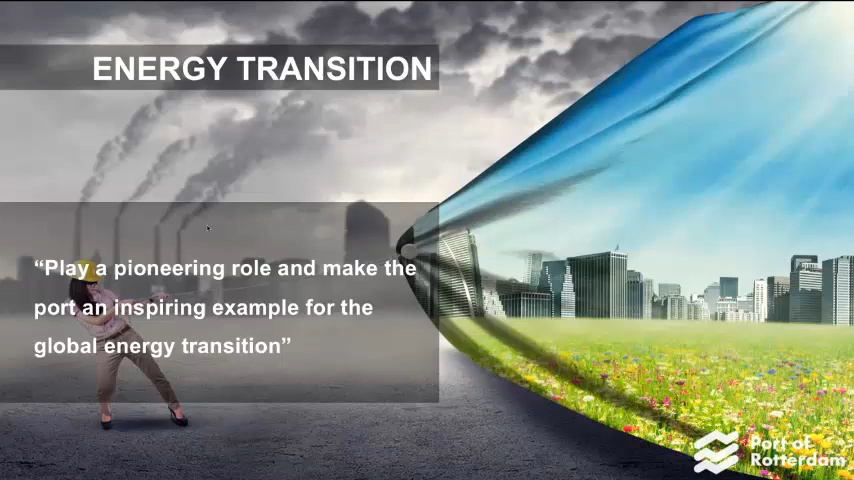 ENERGY TRANSITION
“Play a pioneering role and make the
port an inspiring example for the
global energy transition”
Port of
Rotterdam